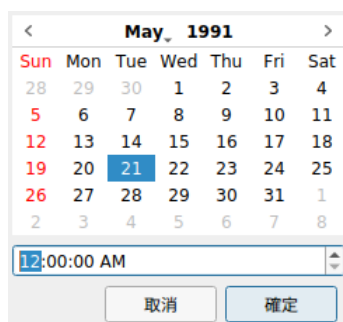 < May 1991 >
Sun Mon Tue Wed Thu Fri Sat
28 29 30 1 2 3 4
5 6 7 8 9 10 11
12 13 14 15 16 17 18
19 20 21 22 23 24 25
26 27 28 29 30 31 1
2 3 4 5 6 7 8
12:00:00 AM
取消 確定